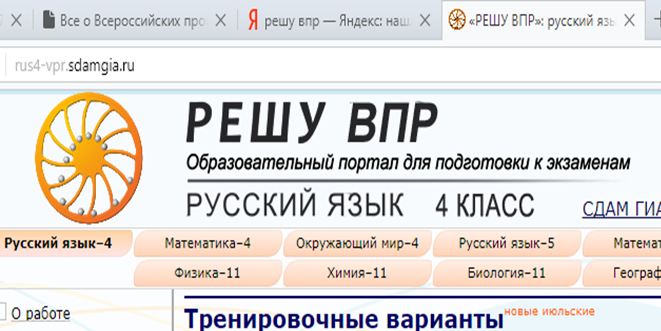 Все о Всероссийских про
решу впр — Яндекс: наш
«РЕШУ ВПР»: русский язы
rus4-vpr.sdamgia.ru
РЕШУ ВПР
Образовательный портал для подготовки к экзаменам
РУССКИЙ ЯЗЫК 4 КЛАСС
СДАМ ГИА
Русский язык–4 Математика–4 Окружающий мир–4 Русский язык–5 Матема
Физика–11 Химия–11 Биология–11 Географ
О работе
Тренировочные варианты новые июльские